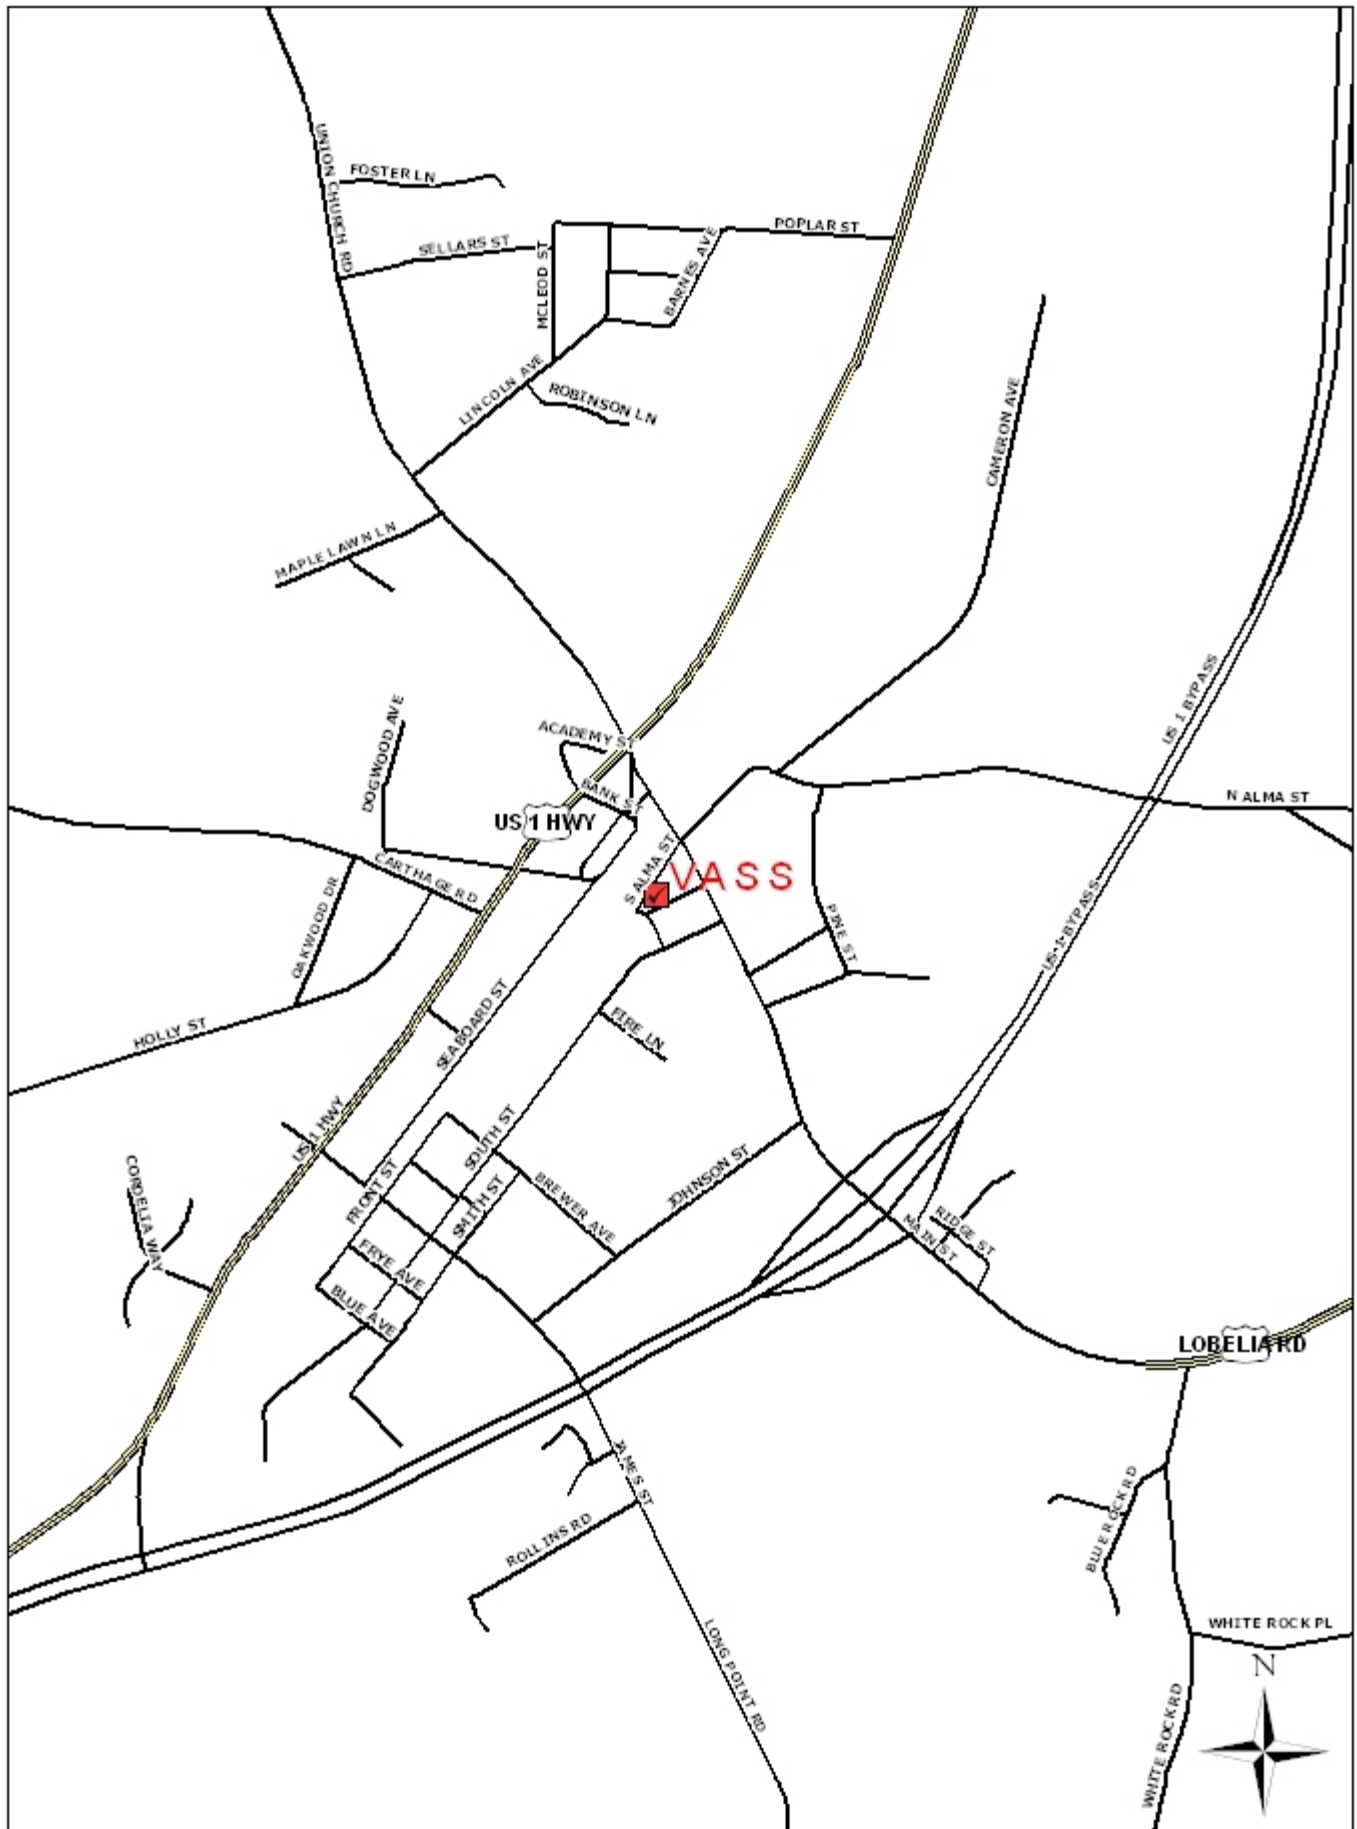 UNION CHURCH RD
FOSTER LN
SELLARS ST
MCLEOD ST
BARNES AVE
POPLAR ST
LINCOLN AVE
ROBINSON LN
CAMERON AVE
MAPLE LAWN LN
US 1 BYPASS
DOGWOOD AVE
ACADEMY ST
BANK ST
US 1 HWY
N ALMA ST
CARTHAGE RD
S ALMA ST
VASS
OAKWOOD DR
PINE ST
US 1 BYPASS
HOLLY ST
SEABOARD ST
FIRE LN
US 1 HWY
SOUTH ST
FRONT ST
SMITH ST
BREWER AVE
JOHNSON ST
CORDELIA WAY
RIDGE ST
MAIN ST
FRYE AVE
BLUE AVE
LOBELIA RD
JAMES ST
ROLLINS RD
BLUE ROCK RD
LONG POINT RD
WHITE ROCK PL
N
WHITE ROCK RD